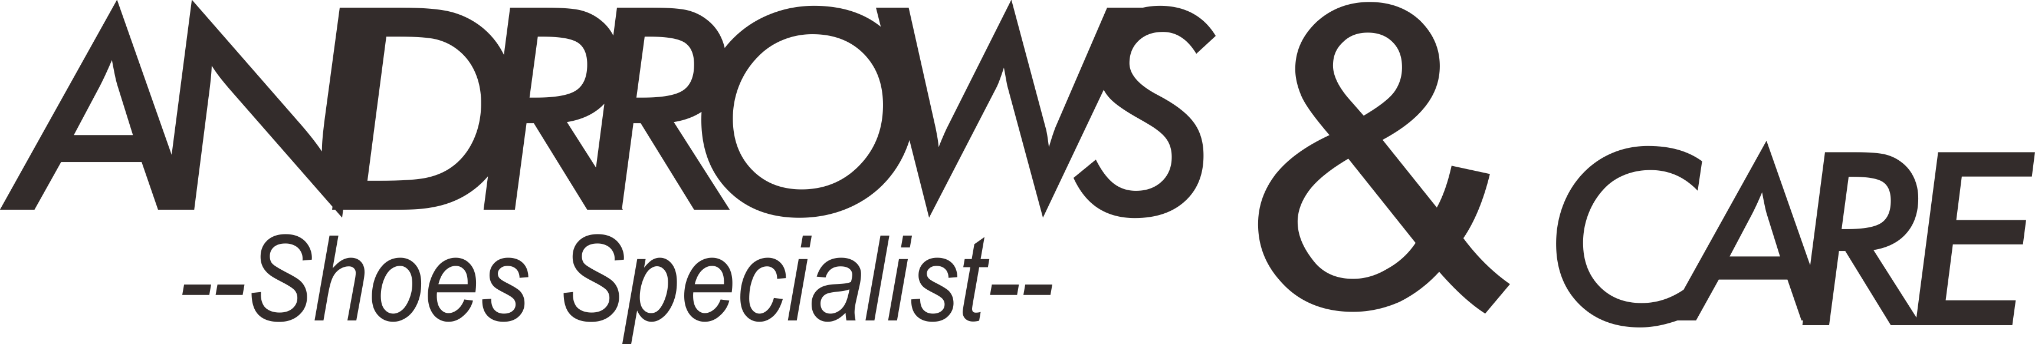 ANDRROWS & CARE
--Shoes Specialist--